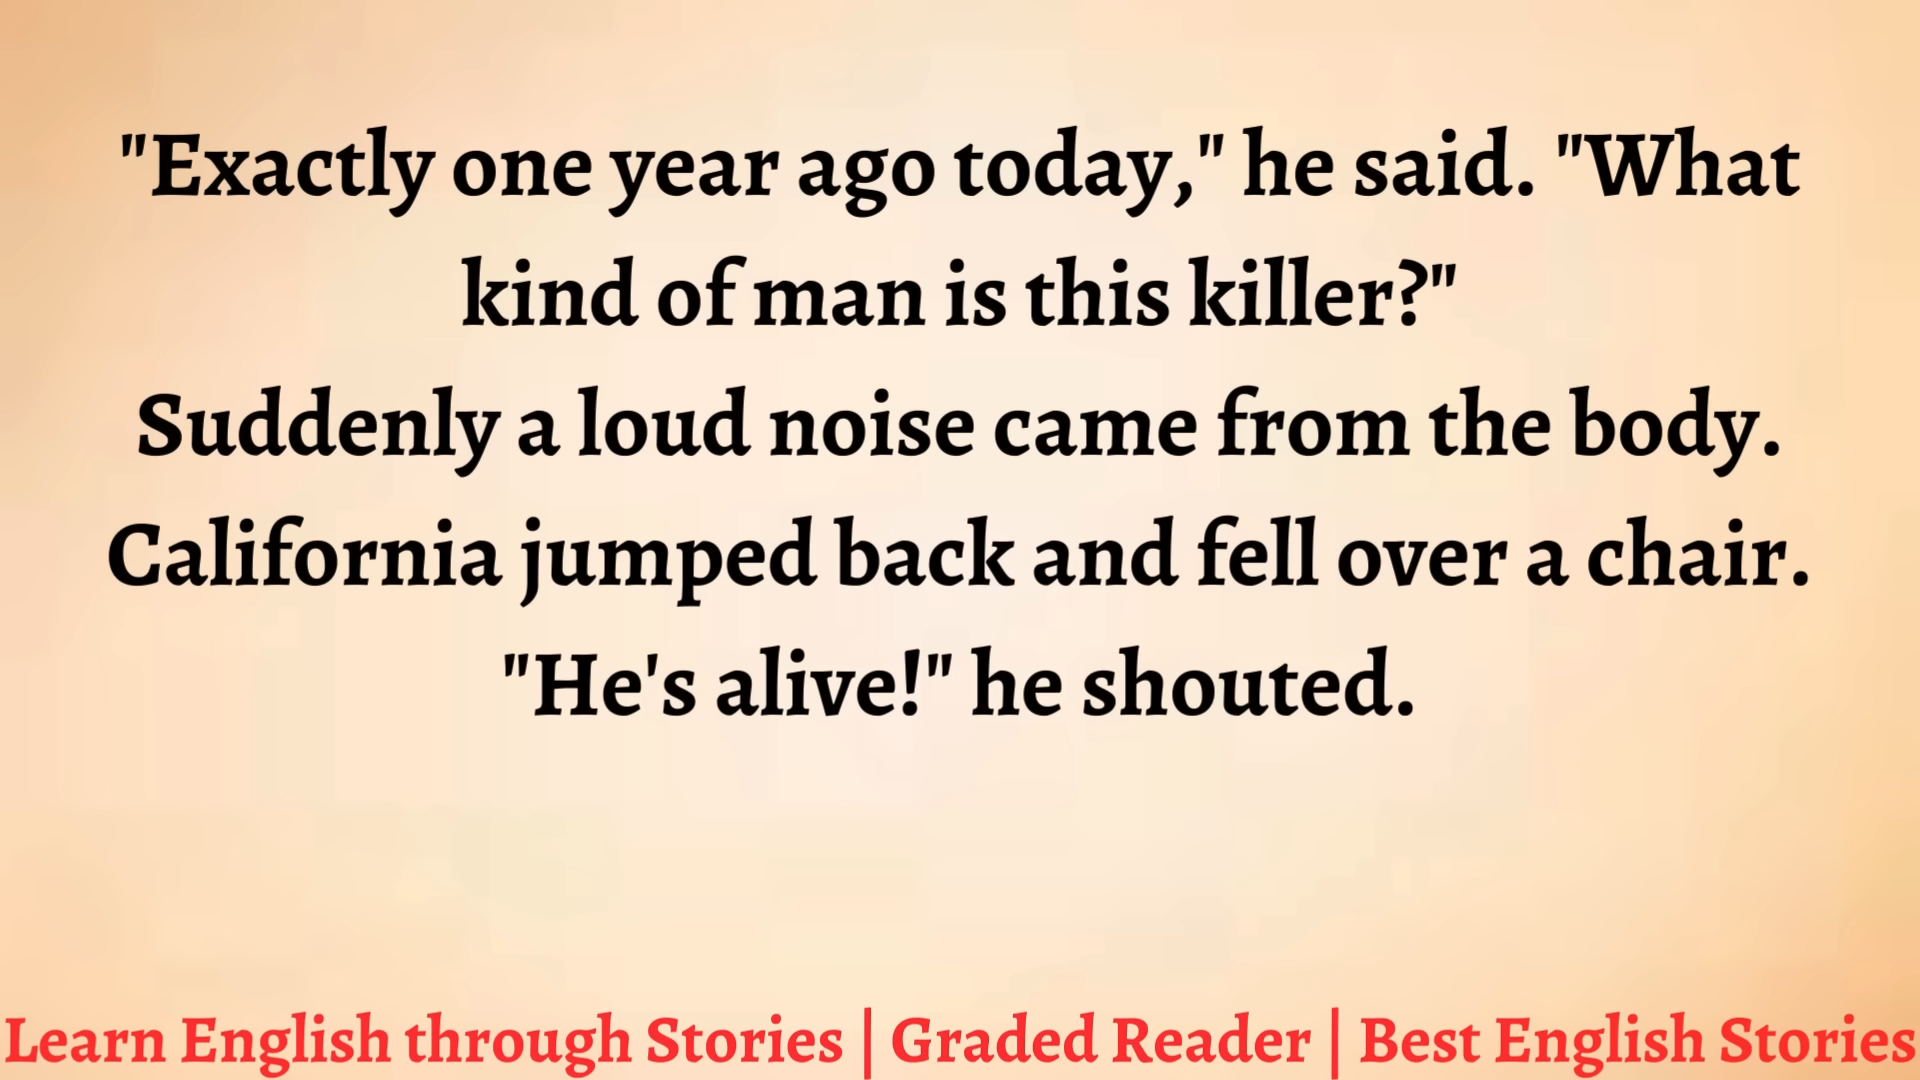 "Exactly one year ago today," he said. "What
kind of man is this killer?"
Suddenly a loud noise came from the body.
California jumped back and fell over a chair.
"He's alive!" he shouted.
Learn English through Stories | Graded Reader | Best English Stories